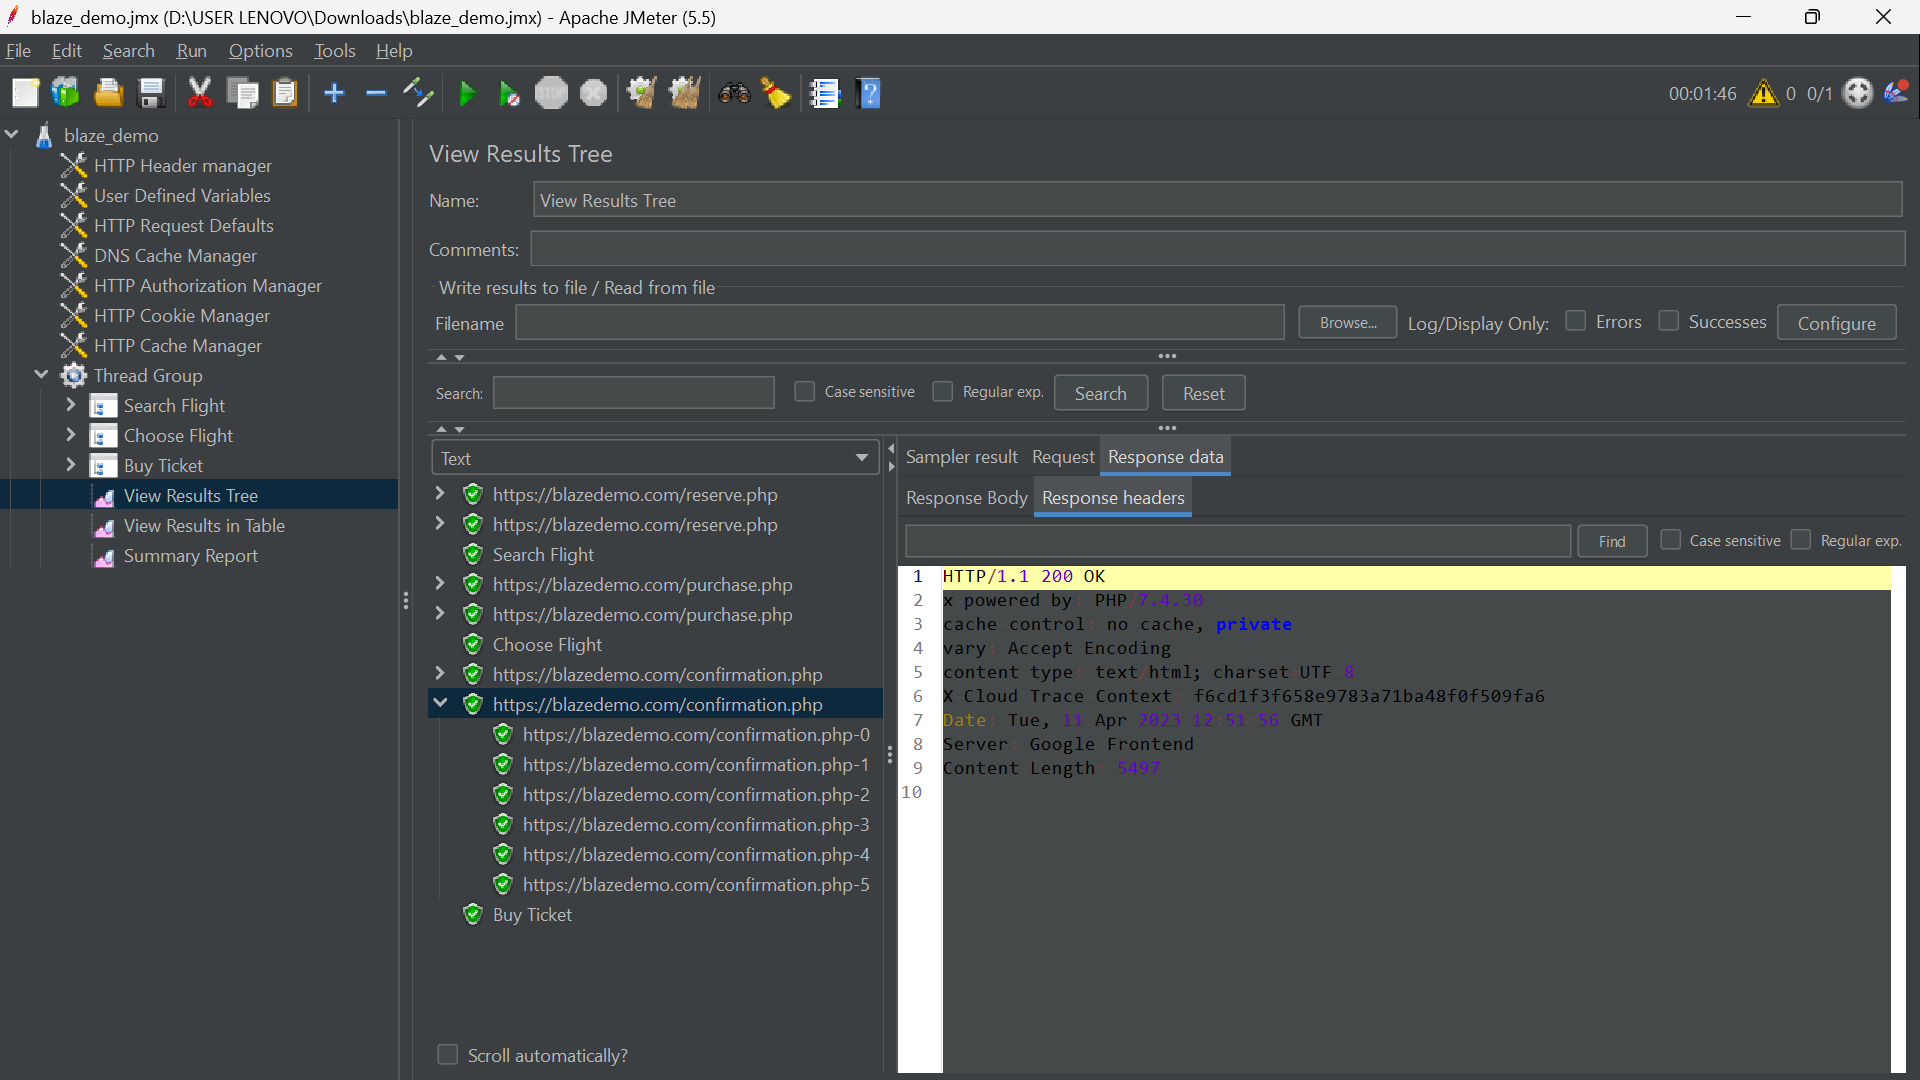 blaze_demo.jmx (D:\USER LENOVO\Downloads\blaze_demo.jmx) - Apache JMeter (5.5)
File Edit Search Run Options Tools Help
STOP
00:01:46 0 0/1
blaze_demo
HTTP Header manager
User Defined Variables
HTTP Request Defaults
DNS Cache Manager
HTTP Authorization Manager
HTTP Cookie Manager
HTTP Cache Manager
Thread Group
Search Flight
Choose Flight
Buy Ticket
View Results Tree
View Results in Table
Summary Report
View Results Tree
Name: View Results Tree
Comments:
Write results to file / Read from file
Filename Browse... Log/Display Only: Errors Successes Configure
Search: Case sensitive Regular exp. Search Reset
Text
https://blazedemo.com/reserve.php
https://blazedemo.com/reserve.php
Search Flight
https://blazedemo.com/purchase.php
https://blazedemo.com/purchase.php
Choose Flight
https://blazedemo.com/confirmation.php
https://blazedemo.com/confirmation.php
https://blazedemo.com/confirmation.php-0
https://blazedemo.com/confirmation.php-1
https://blazedemo.com/confirmation.php-2
https://blazedemo.com/confirmation.php-3
https://blazedemo.com/confirmation.php-4
https://blazedemo.com/confirmation.php-5
Buy Ticket
Scroll automatically?
Sampler result Request Response data
Response Body Response headers
Find Case sensitive Regular exp.
1 HTTP/1.1 200 OK
2 x-powered-by: PHP/7.4.30
3 cache-control: no-cache, private
4 vary: Accept-Encoding
5 content-type: text/html; charset=UTF-8
6 X-Cloud-Trace-Context: f6cd1f3f658e9783a71ba48f0f509fa6
7 Date: Tue, 11 Apr 2023 12:51:56 GMT
8 Server: Google Frontend
9 Content-Length: 5497
10